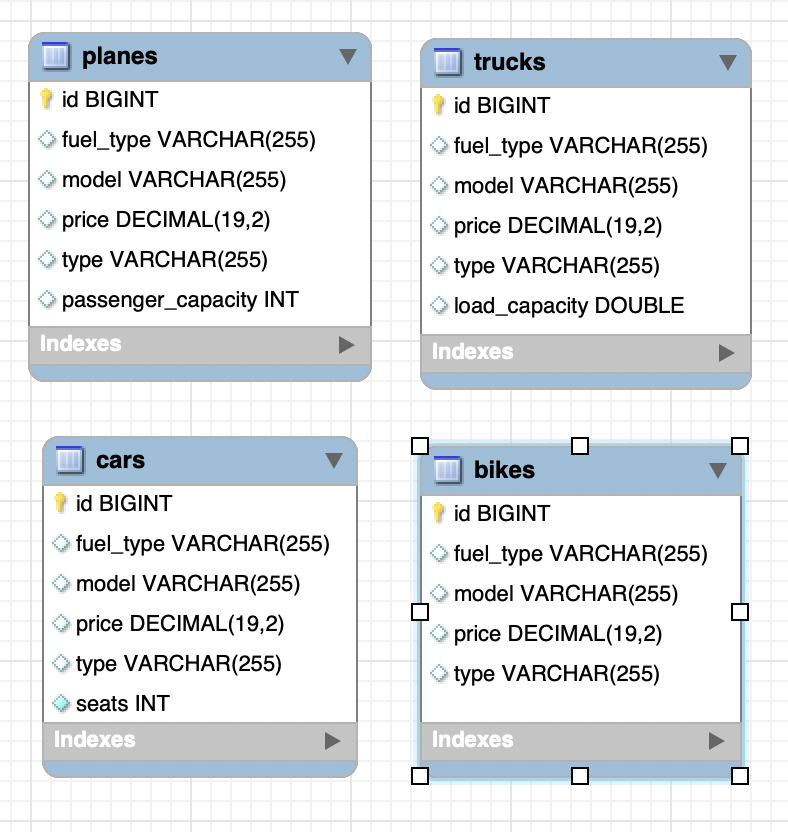 planes
id BIGINT
fuel_type VARCHAR(255)
model VARCHAR(255)
price DECIMAL(19,2)
type VARCHAR(255)
passenger_capacity INT
Indexes
trucks
id BIGINT
fuel_type VARCHAR(255)
model VARCHAR(255)
price DECIMAL(19,2)
type VARCHAR(255)
load_capacity DOUBLE
Indexes
cars
id BIGINT
fuel_type VARCHAR(255)
model VARCHAR(255)
price DECIMAL(19,2)
type VARCHAR(255)
seats INT
Indexes
bikes
id BIGINT
fuel_type VARCHAR(255)
model VARCHAR(255)
price DECIMAL(19,2)
type VARCHAR(255)
Indexes